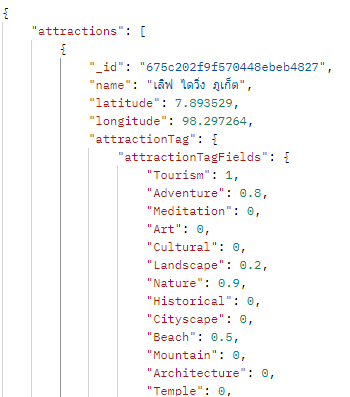 {
"attractions": [
{
"_id": "675c202f9f570448ebeb4827",
"name": "เลิฟ ไดวิ่ง ภูเก็ต",
"latitude": 7.893529,
"longitude": 98.297264,
"attractionTag": {
"attractionTagFields": {
"Tourism": 1,
"Adventure": 0.8,
"Meditation": 0,
"Art": 0,
"Cultural": 0,
"Landscape": 0.2,
"Nature": 0.9,
"Historical": 0,
"Cityscape": 0,
"Beach": 0.5,
"Mountain": 0,
"Architecture": 0,
"Temple": 0,